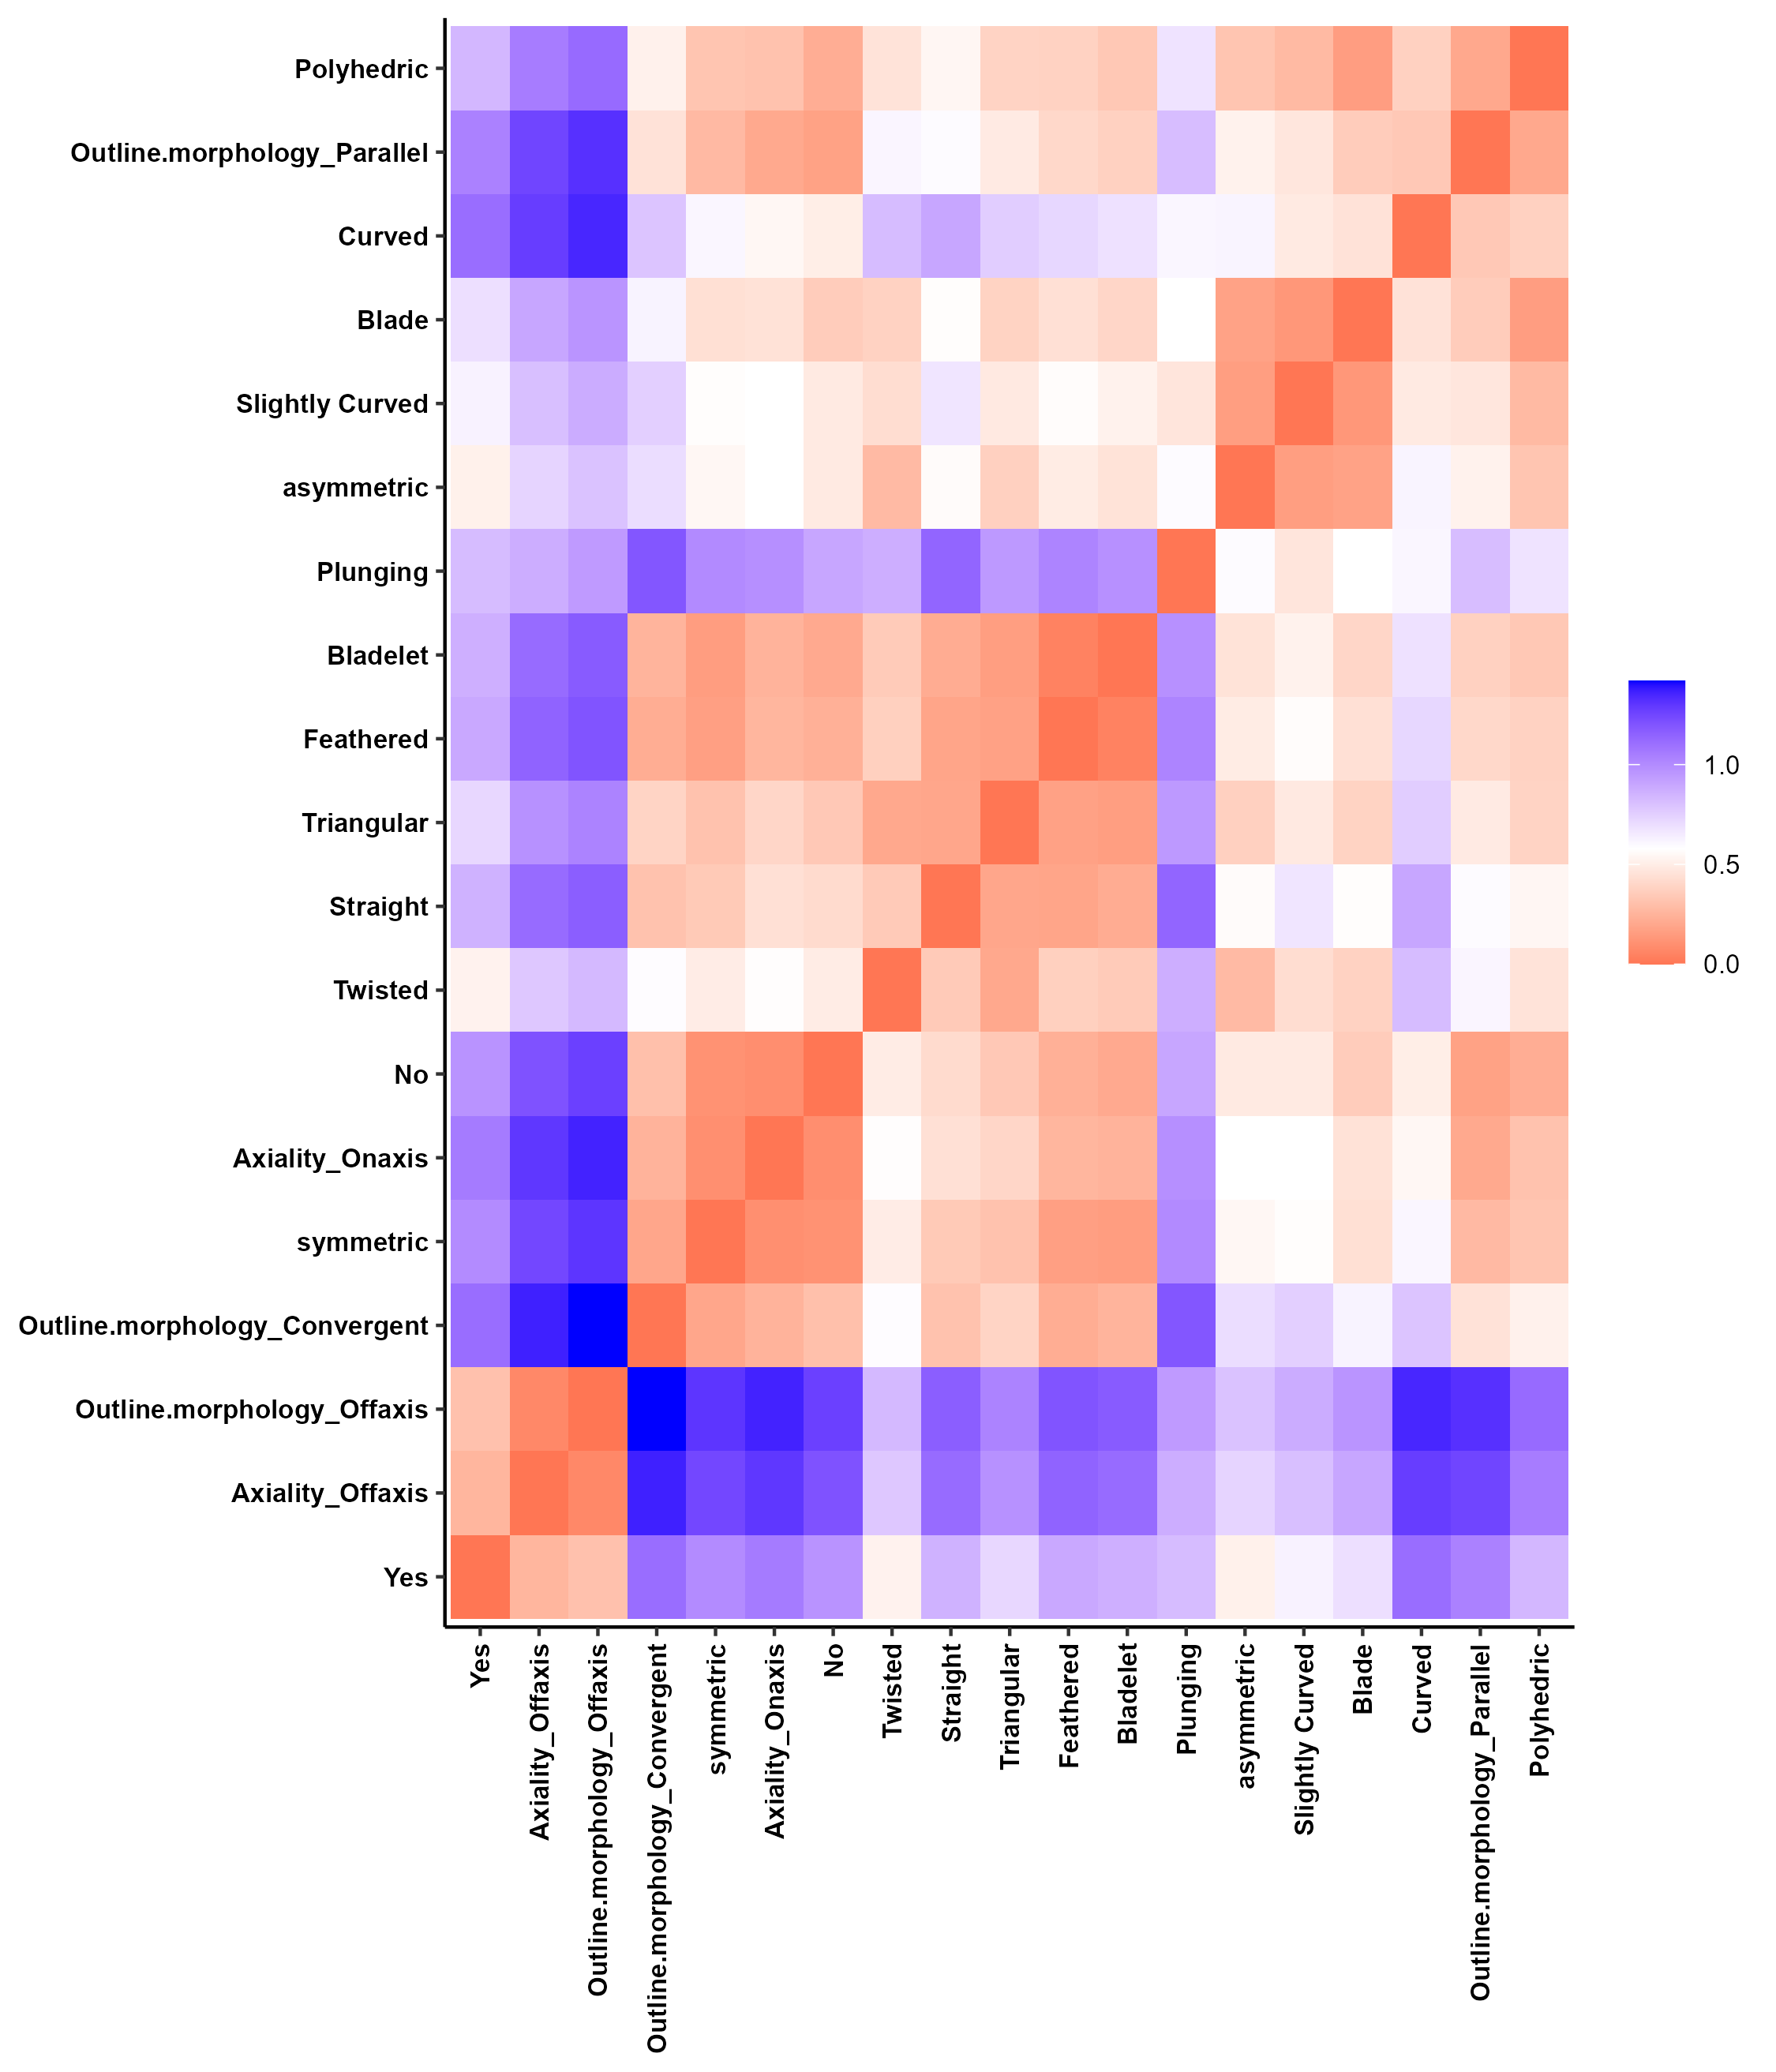 Polyhedric
Outline.morphology_Parallel
Curved
Blade
Slightly Curved
asymmetric
Plunging
Bladelet
Feathered
Triangular
Straight
Twisted
No
Axiality_Onaxis
symmetric
Outline.morphology_Convergent
Outline.morphology_Offaxis
Axiality_Offaxis
Yes
Yes
Axiality_Offaxis
Outline.morphology_Offaxis
Outline.morphology_Convergent
symmetric
Axiality_Onaxis
No
Twisted
Straight
Triangular
Feathered
Bladelet
Plunging
asymmetric
Slightly Curved
Blade
Curved
Outline.morphology_Parallel
Polyhedric
1.0
0.5
0.0